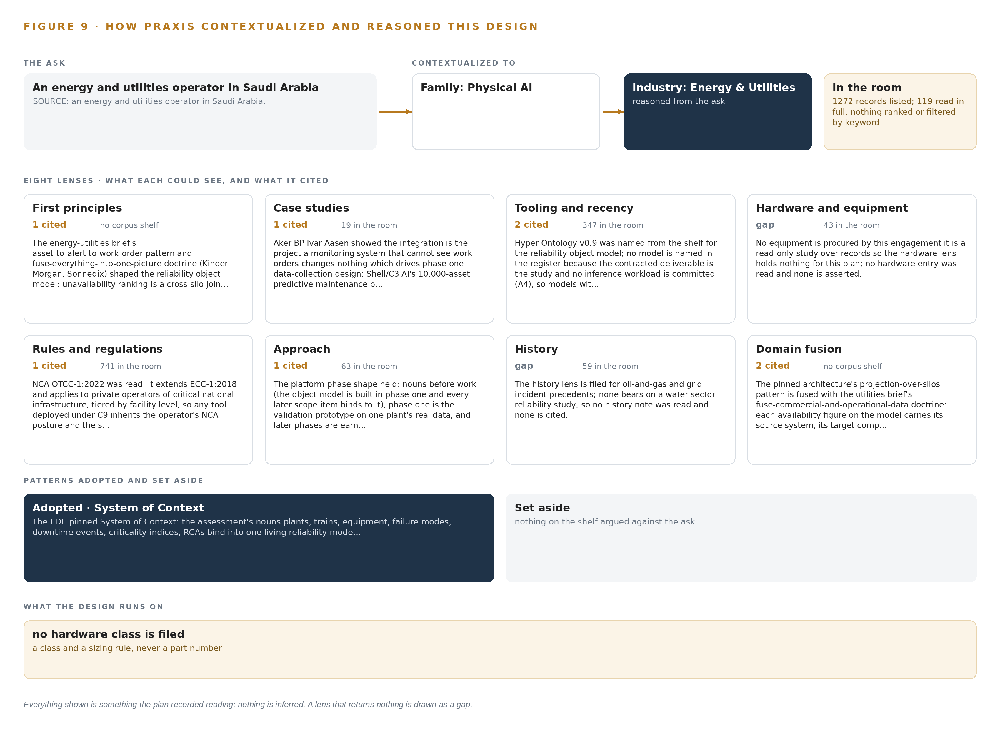 FIGURE 9 · HOW PRAXIS CONTEXTUALIZED AND REASONED THIS DESIGN
THE ASK
An energy and utilities operator in Saudi Arabia
SOURCE: an energy and utilities operator in Saudi Arabia.
CONTEXTUALIZED TO
Family: Physical AI
Industry: Energy & Utilities
reasoned from the ask
In the room
1272 records listed; 119 read in
full; nothing ranked or filtered
by keyword
EIGHT LENSES · WHAT EACH COULD SEE, AND WHAT IT CITED
First principles
1 cited no corpus shelf
The energy-utilities brief's
asset-to-alert-to-work-order pattern and
fuse-everything-into-one-picture doctrine (Kinder
Morgan, Sonnedix) shaped the reliability object
model: unavailability ranking is a cross-silo join…
Case studies
1 cited 19 in the room
Aker BP Ivar Aasen showed the integration is the
project a monitoring system that cannot see work
orders changes nothing which drives phase one
data-collection design; Shell/C3 AI's 10,000-asset
predictive maintenance p…
Tooling and recency
2 cited 347 in the room
Hyper Ontology v0.9 was named from the shelf for
the reliability object model; no model is named in
the register because the contracted deliverable is
the study and no inference workload is committed
(A4), so models wit…
Hardware and equipment
gap 43 in the room
No equipment is procured by this engagement it is a
read-only study over records so the hardware lens
holds nothing for this plan; no hardware entry was
read and none is asserted.
Rules and regulations
1 cited 741 in the room
NCA OTCC-1:2022 was read: it extends ECC-1:2018
and applies to private operators of critical national
infrastructure, tiered by facility level, so any tool
deployed under C9 inherits the operator's NCA
posture and the s…
Approach
1 cited 63 in the room
The platform phase shape held: nouns before work
(the object model is built in phase one and every
later scope item binds to it), phase one is the
validation prototype on one plant's real data, and
later phases are earn…
History
gap 59 in the room
The history lens is filed for oil-and-gas and grid
incident precedents; none bears on a water-sector
reliability study, so no history note was read and
none is cited.
Domain fusion
2 cited no corpus shelf
The pinned architecture's projection-over-silos
pattern is fused with the utilities brief's
fuse-commercial-and-operational-data doctrine:
each availability figure on the model carries its
source system, its target comp…
PATTERNS ADOPTED AND SET ASIDE
Adopted · System of Context
The FDE pinned System of Context: the assessment's nouns plants, trains, equipment, failure modes,
downtime events, criticality indices, RCAs bind into one living reliability mode…
Set aside
nothing on the shelf argued against the ask
WHAT THE DESIGN RUNS ON
no hardware class is filed
a class and a sizing rule, never a part number
Everything shown is something the plan recorded reading; nothing is inferred. A lens that returns nothing is drawn as a gap.